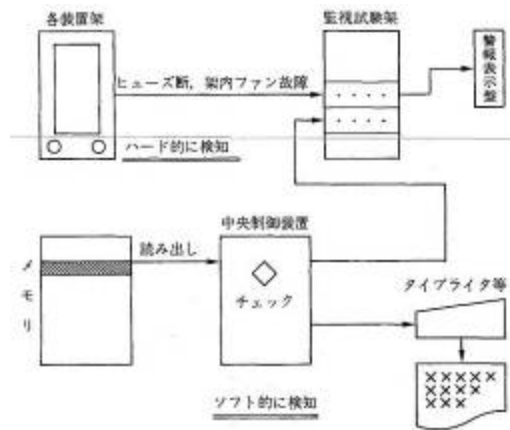 各装置架
監視試験架
警報表示盤
ヒューズ断,架内ファン故障
ハード的に検知
中央制御装置
メモリ
読み出し
チェック
タイプライタ等
×××××
××××
×××
ソフト的に検知